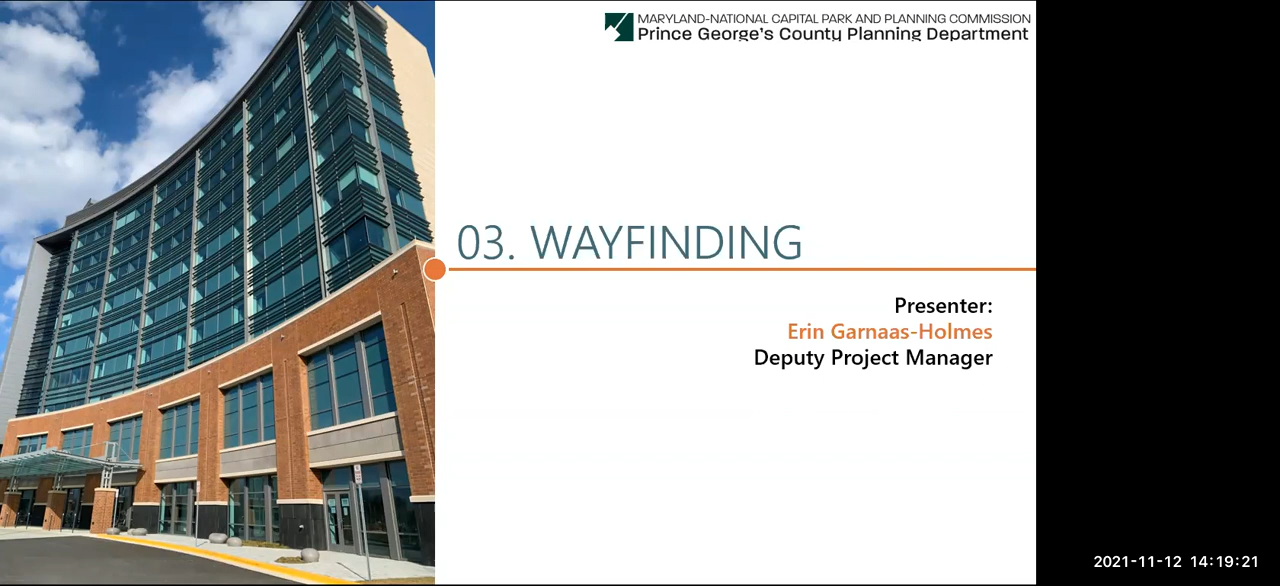 MARYLAND-NATIONAL CAPITAL PARK AND PLANNING COMMISSION
Prince George's County Planning Department
03. WAYFINDING
Presenter:
Erin Garnaas-Holmes
Deputy Project Manager
2021-11-12 14:19:21